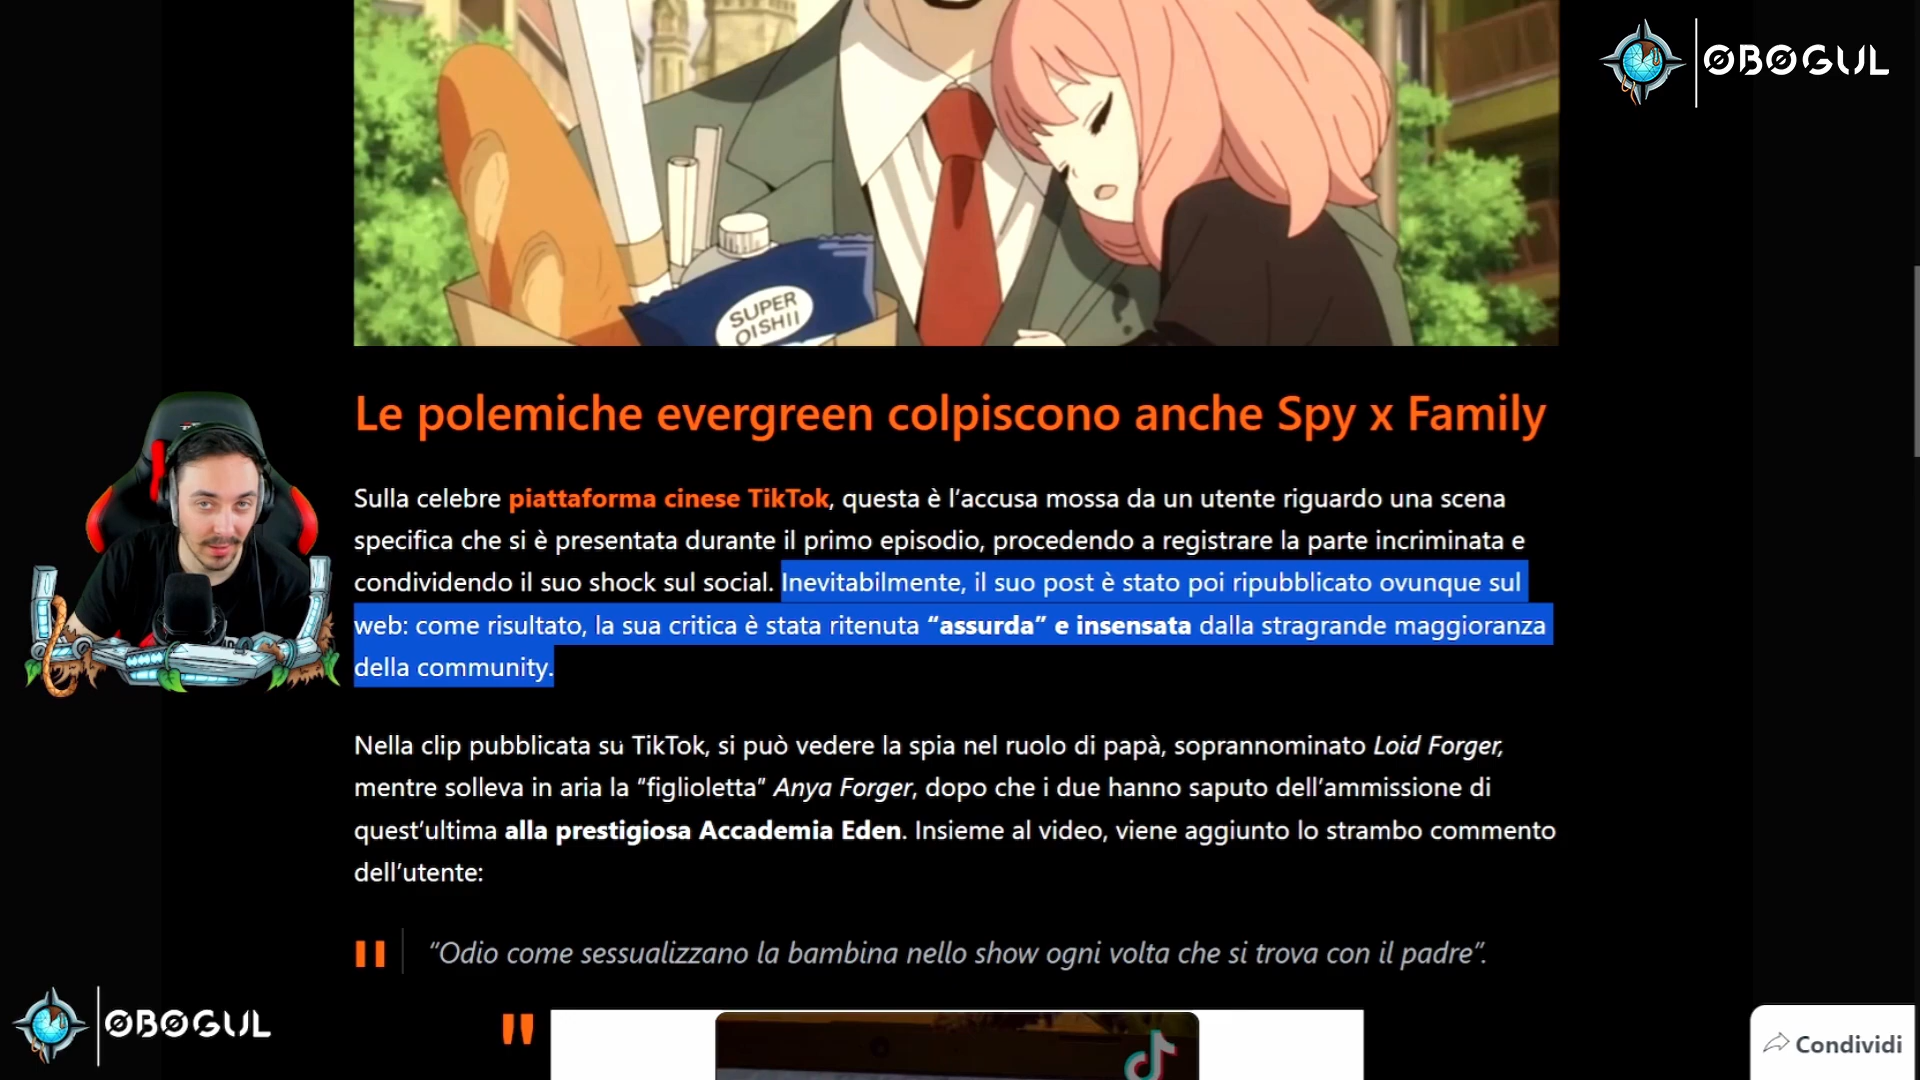 ØBØGUL
SUPER
OISHII
Le polemiche evergreen colpiscono anche Spy x Family
Sulla celebre piattaforma cinese TikTok, questa è l’accusa mossa da un utente riguardo una scena
specifica che si è presentata durante il primo episodio, procedendo a registrare la parte incriminata e
condividendo il suo shock sul social. Inevitabilmente, il suo post è stato poi ripubblicato ovunque sul
web: come risultato, la sua critica è stata ritenuta “assurda” e insensata dalla stragrande maggioranza
della community.
Nella clip pubblicata su TikTok, si può vedere la spia nel ruolo di papà, soprannominato Loid Forger,
mentre solleva in aria la “figlioletta” Anya Forger, dopo che i due hanno saputo dell’ammissione di
quest’ultima alla prestigiosa Accademia Eden. Insieme al video, viene aggiunto lo strambo commento
dell’utente:
“Odio come sessualizzano la bambina nello show ogni volta che si trova con il padre”.
ØBØGUL
"
Condividi